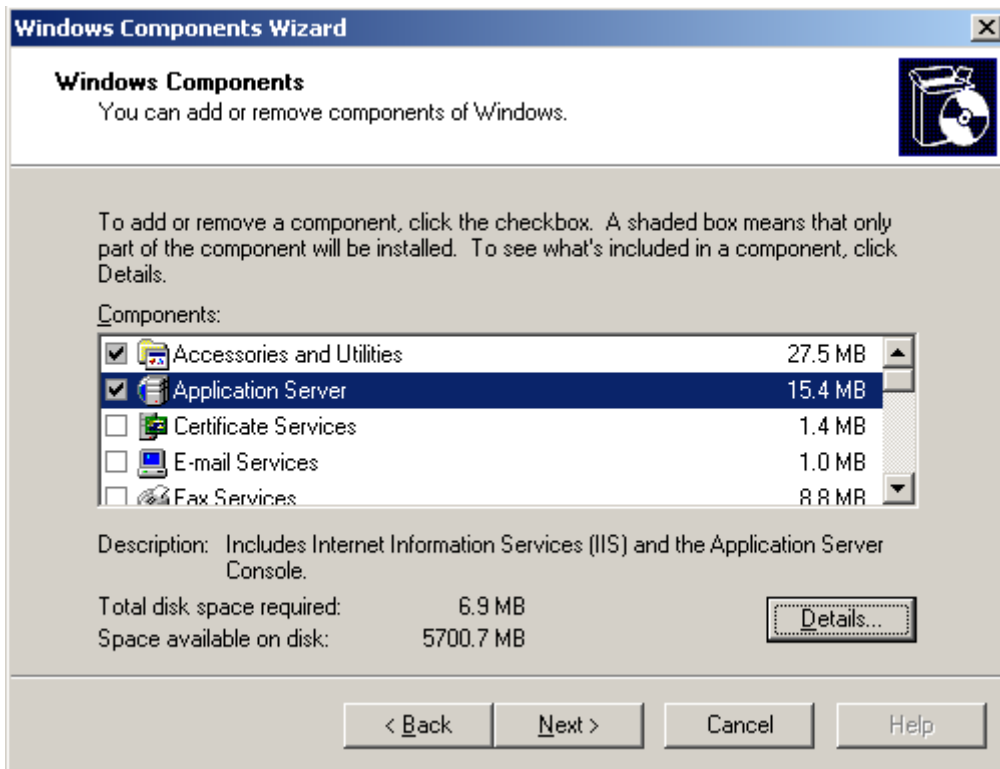 Windows Components Wizard
Windows Components
You can add or remove components of Windows.
To add or remove a component, click the checkbox. A shaded box means that only
part of the component will be installed. To see what's included in a component, click
Details.
Components:
Accessories and Utilities 27.5 MB
Application Server 15.4 MB
Certificate Services 1.4 MB
E-mail Services 1.0 MB
Fax Services 8.8 MB
Description: Includes Internet Information Services (IIS) and the Application Server
Console.
Total disk space required: 6.9 MB
Space available on disk: 5700.7 MB
Details...
< Back Next > Cancel Help